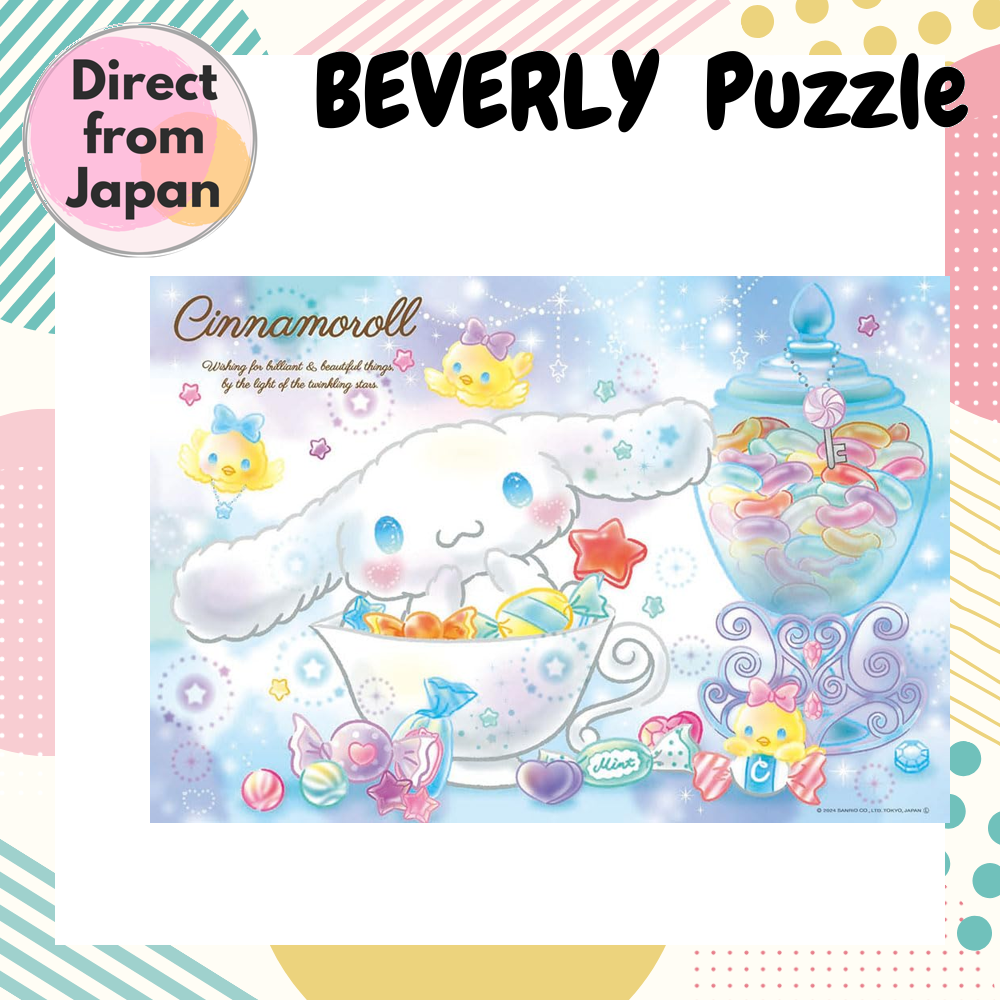 Direct
from
Japan
BEVERLY Puzzle
Cinnamoroll
Wishing for brilliant & beautiful things,
by the light of the twinkling stars.
Mint
C
© 2024 SANRIO CO., LTD. TOKYO, JAPAN Ⓛ